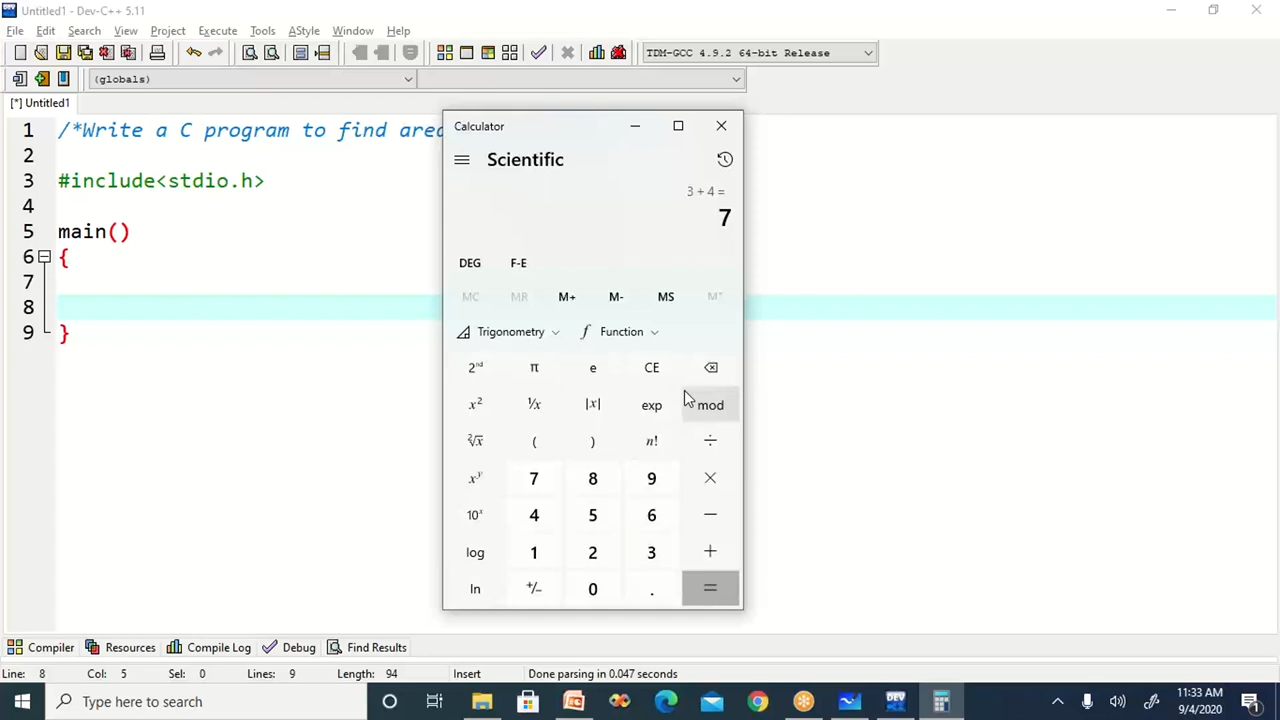 Untitled1 - Dev-C++ 5.11
File Edit Search View Project Execute Tools AStyle Window Help
TDM-GCC 4.9.2 64-bit Release
(globals)
[*] Untitled1
1 /*Write a C program to find area
2
3 #include<stdio.h>
4
5 main()
6 {
7
8
9 }
Calculator
Scientific
3 + 4 =
7
DEG F-E
MC MR M+ M- MS M˅
Trigonometry f Function
2nd π e CE
x² ¹/x |x| exp mod
²√x ( ) n! ÷
xʸ 7 8 9 ×
10ˣ 4 5 6 −
log 1 2 3 +
ln +/− 0 . =
Compiler Resources Compile Log Debug Find Results
Line: 8 Col: 5 Sel: 0 Lines: 9 Length: 94 Insert Done parsing in 0.047 seconds
Type here to search
11:33 AM
9/4/2020
1